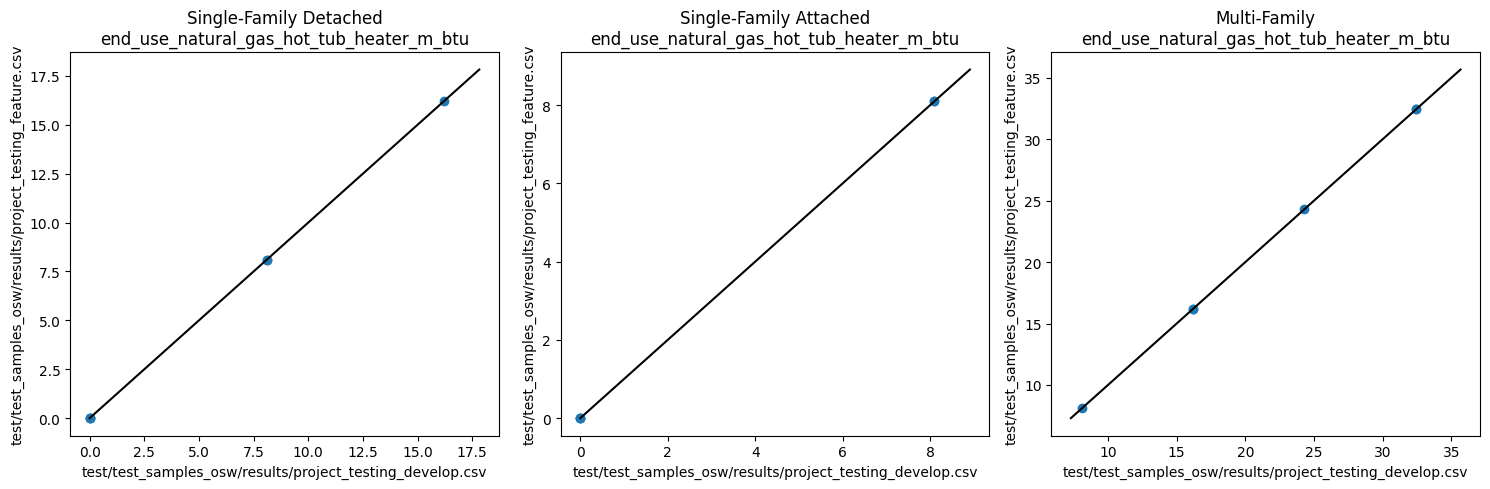 Single-Family Detached
end_use_natural_gas_hot_tub_heater_m_btu
test/test_samples_osw/results/project_testing_feature.csv
17.5
15.0
12.5
10.0
7.5
5.0
2.5
0.0
0.0 2.5 5.0 7.5 10.0 12.5 15.0 17.5
test/test_samples_osw/results/project_testing_develop.csv
Single-Family Attached
end_use_natural_gas_hot_tub_heater_m_btu
test/test_samples_osw/results/project_testing_feature.csv
8
6
4
2
0
0 2 4 6 8
test/test_samples_osw/results/project_testing_develop.csv
Multi-Family
end_use_natural_gas_hot_tub_heater_m_btu
test/test_samples_osw/results/project_testing_feature.csv
35
30
25
20
15
10
10 15 20 25 30 35
test/test_samples_osw/results/project_testing_develop.csv